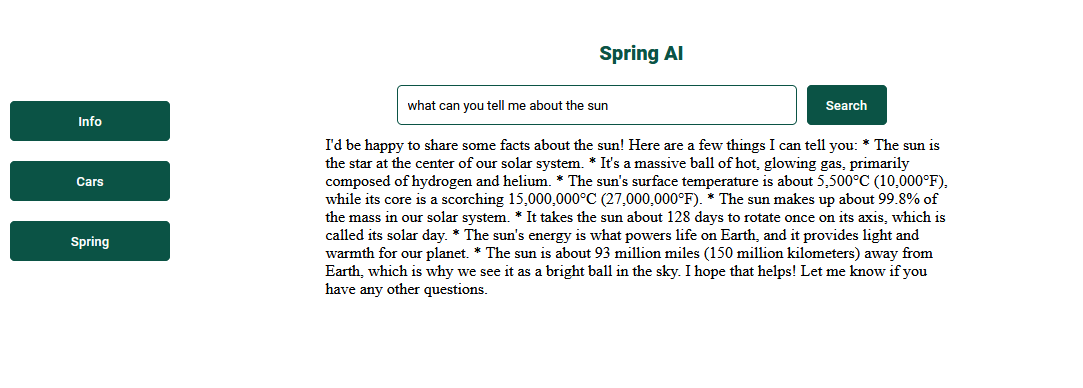 Spring AI
what can you tell me about the sun
Search
Info
Cars
Spring
I'd be happy to share some facts about the sun! Here are a few things I can tell you: * The sun is
the star at the center of our solar system. * It's a massive ball of hot, glowing gas, primarily
composed of hydrogen and helium. * The sun's surface temperature is about 5,500°C (10,000°F),
while its core is a scorching 15,000,000°C (27,000,000°F). * The sun makes up about 99.8% of
the mass in our solar system. * It takes the sun about 128 days to rotate once on its axis, which is
called its solar day. * The sun's energy is what powers life on Earth, and it provides light and
warmth for our planet. * The sun is about 93 million miles (150 million kilometers) away from
Earth, which is why we see it as a bright ball in the sky. I hope that helps! Let me know if you
have any other questions.